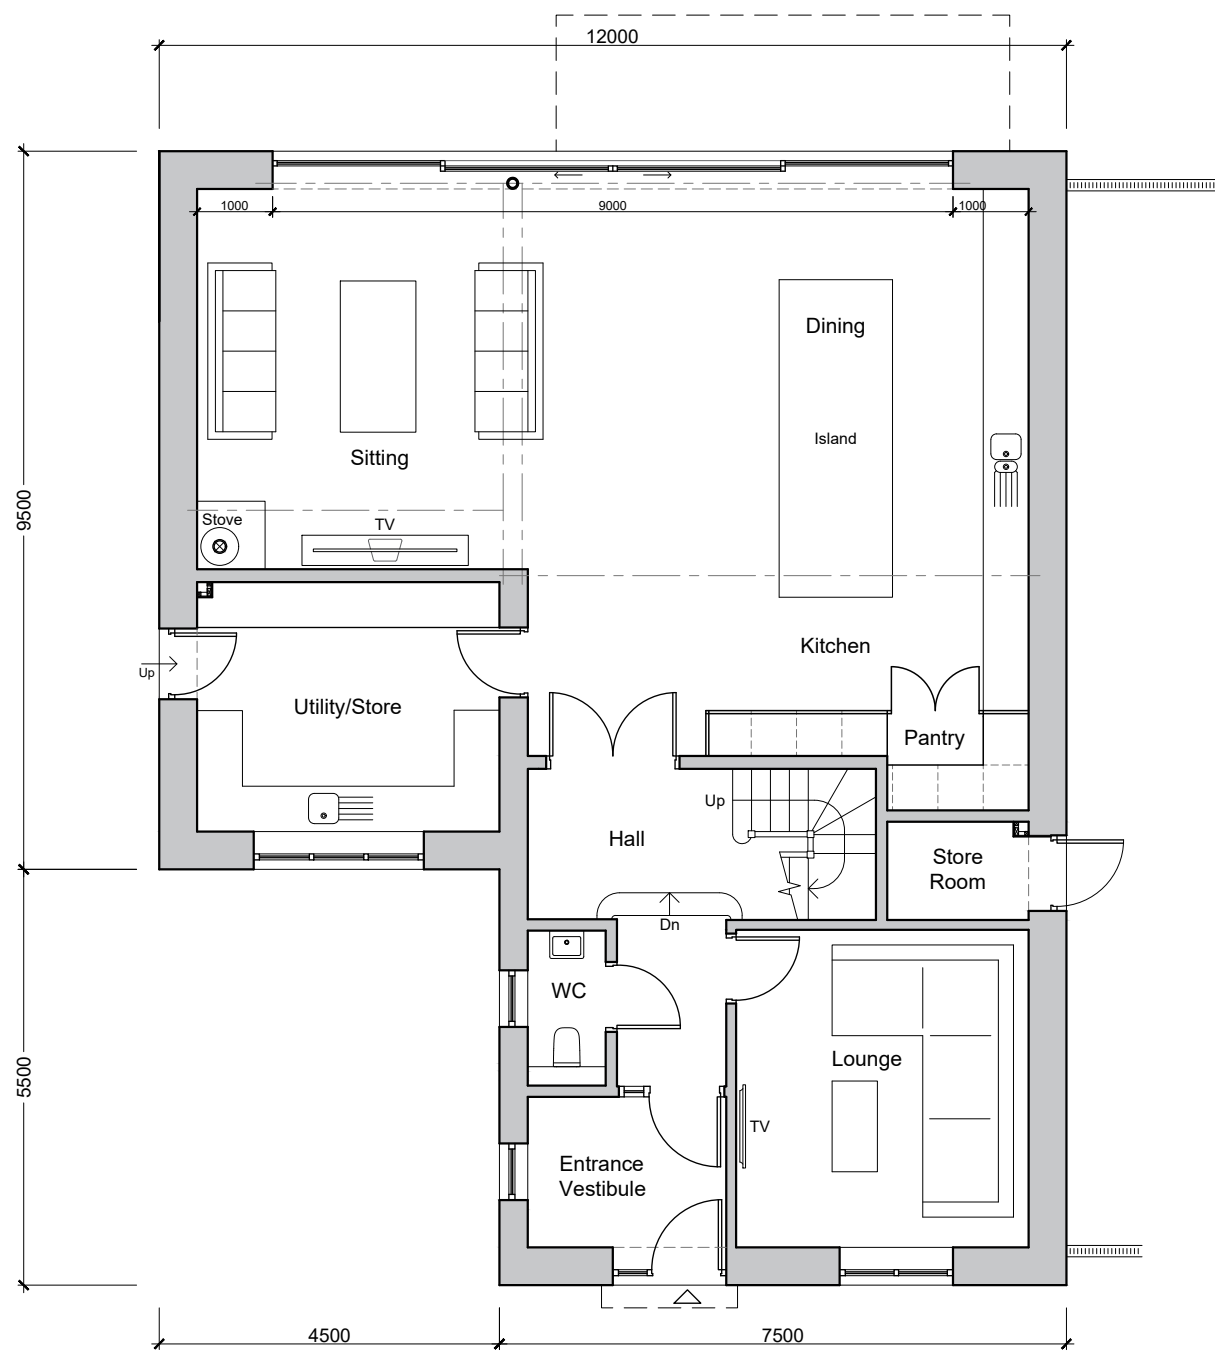 12000
1000
9000
1000
Dining
Island
Sitting
9500
Stove
TV
Kitchen
Up
Utility/Store
Pantry
Up
Hall
Store
Room
Dn
WC
Lounge
5500
TV
Entrance
Vestibule
4500
7500